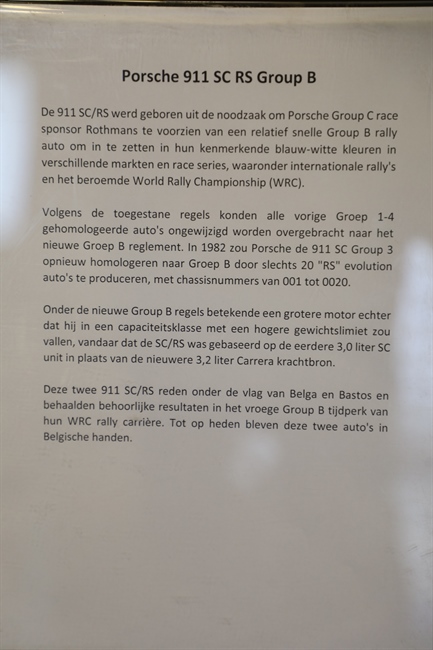 Porsche 911 SC RS Group B
De 911 SC/RS werd geboren uit de noodzaak om Porsche Group C race
sponsor Rothmans te voorzien van een relatief snelle Group B rally
auto om in te zetten in hun kenmerkende blauw-witte kleuren in
verschillende markten en race series, waaronder internationale rally's
en het beroemde World Rally Championship (WRC).
Volgens de toegestane regels konden alle vorige Groep 1-4
gehomologeerde auto's ongewijzigd worden overgebracht naar het
nieuwe Groep B reglement. In 1982 zou Porsche de 911 SC Group 3
opnieuw homologeren naar Groep B door slechts 20 "RS" evolution
auto's te produceren, met chassisnummers van 001 tot 0020.
Onder de nieuwe Group B regels betekende een grotere motor echter
dat hij in een capaciteitsklasse met een hogere gewichtslimiet zou
vallen, vandaar dat de SC/RS was gebaseerd op de eerdere 3,0 liter SC
unit in plaats van de nieuwere 3,2 liter Carrera krachtbron.
Deze twee 911 SC/RS reden onder de vlag van Belga en Bastos en
behaalden behoorlijke resultaten in het vroege Group B tijdperk van
hun WRC rally carrière. Tot op heden bleven deze twee auto's in
Belgische handen.